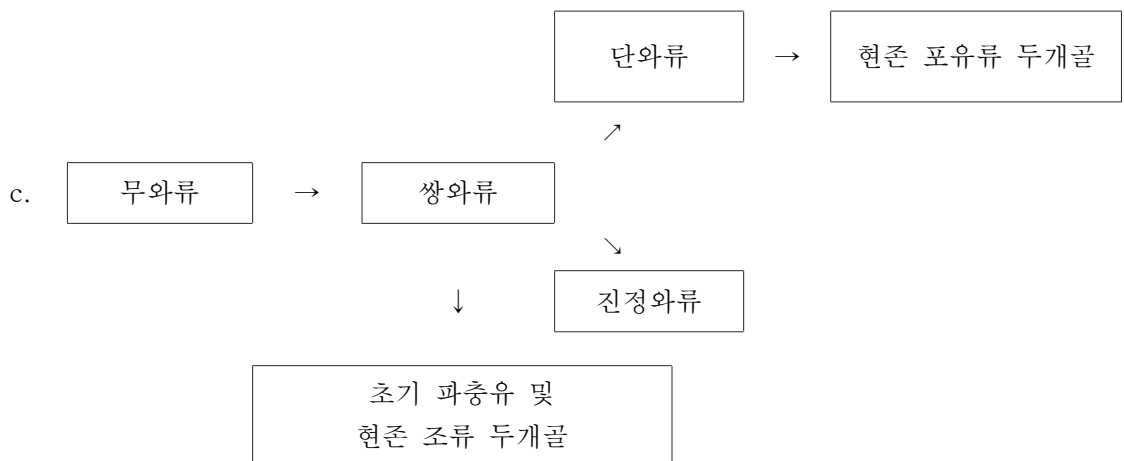 단와류 → 현존 포유류 두개골
↗
c. 무와류 → 쌍와류
↘
↓ 진정와류
초기 파충유 및
현존 조류 두개골